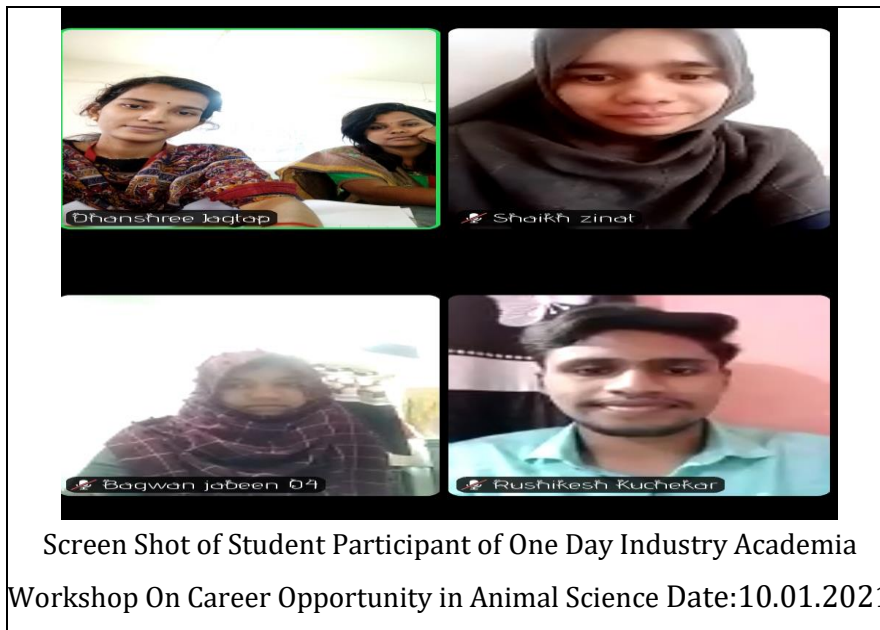 Dhanshree Jagtap
Shaikh zinat
Bagwan jabeen 04
Rushikesh Kuchekar
Screen Shot of Student Participant of One Day Industry Academia
Workshop On Career Opportunity in Animal Science Date:10.01.2021